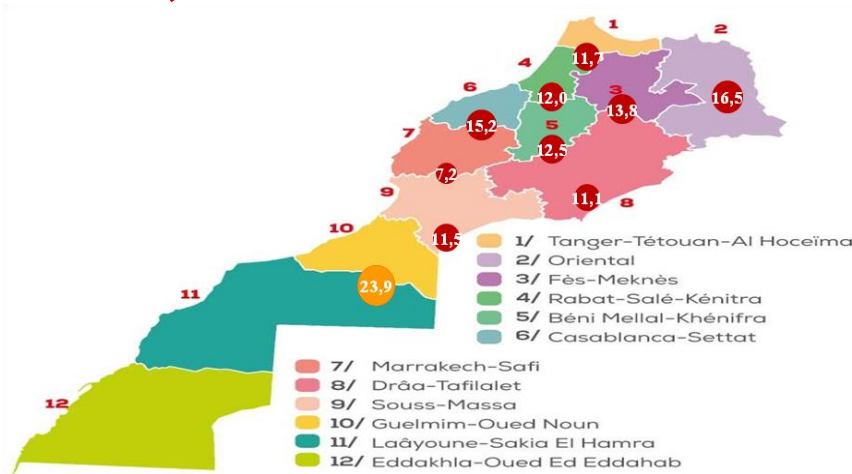 1
2
11,7
4
3
6
12,0
16,5
13,8
15,2
5
7
12,5
7,2
9
11,1
8
10
11,5
23,9
11
12
1/ Tanger-Tétouan-Al Hoceïma
2/ Oriental
3/ Fès-Meknès
4/ Rabat-Salé-Kénitra
5/ Béni Mellal-Khénifra
6/ Casablanca-Settat
7/ Marrakech-Safi
8/ Drâa-Tafilalet
9/ Souss-Massa
10/ Guelmim-Oued Noun
11/ Laâyoune-Sakia El Hamra
12/ Eddakhla-Oued Ed Eddahab